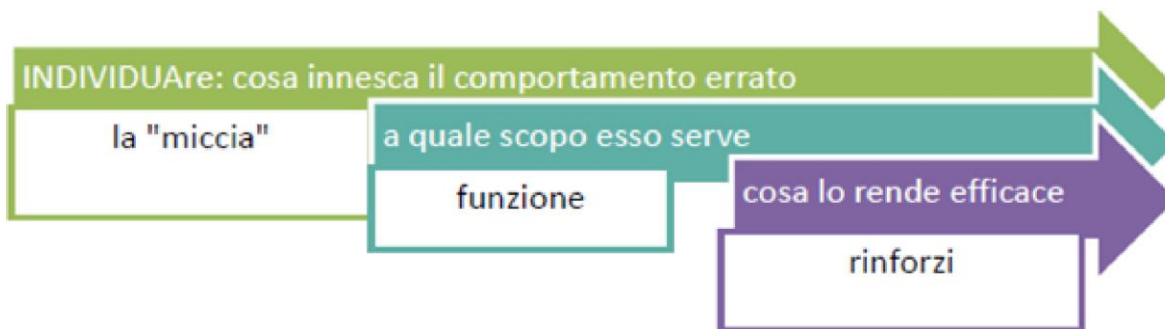 INDIVIDUAre: cosa innesca il comportamento errato
la "miccia"
a quale scopo esso serve
funzione
cosa lo rende efficace
rinforzi